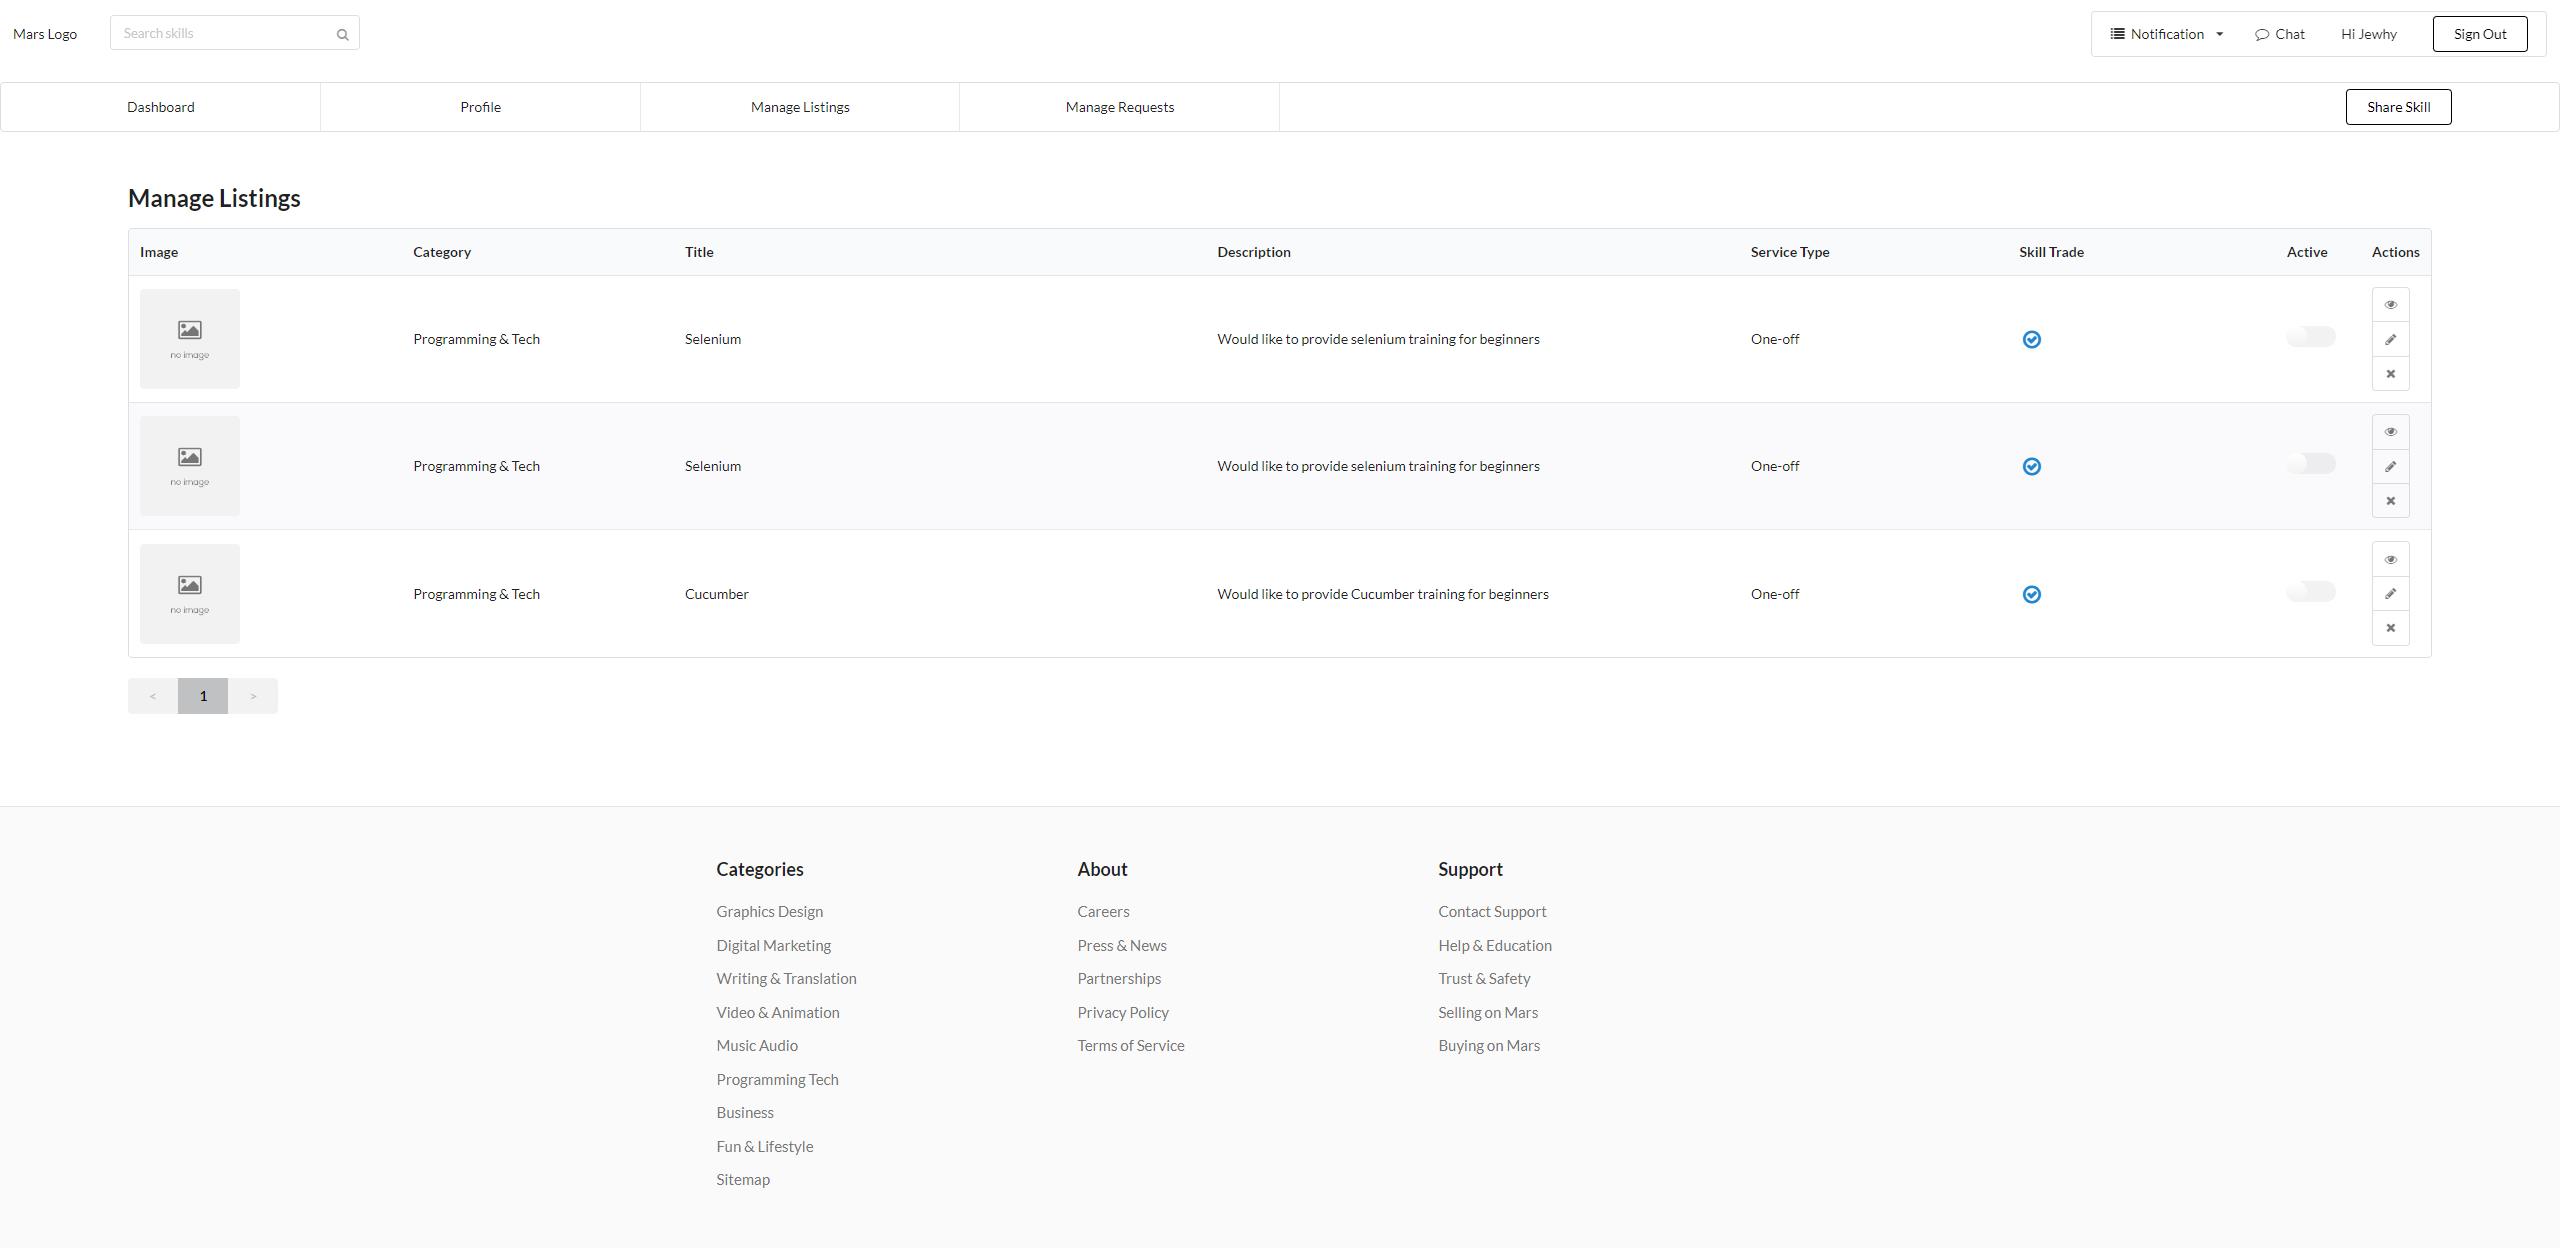 Mars Logo
Search skills
Notification
Chat
Hi Jewhy
Sign Out
Dashboard
Profile
Manage Listings
Manage Requests
Share Skill
Manage Listings
Image Category Title Description Service Type Skill Trade Active Actions
no image
Programming & Tech Selenium Would like to provide selenium training for beginners One-off
no image
Programming & Tech Selenium Would like to provide selenium training for beginners One-off
no image
Programming & Tech Cucumber Would like to provide Cucumber training for beginners One-off
no image
< 1 >
Categories
Graphics Design
Digital Marketing
Writing & Translation
Video & Animation
Music Audio
Programming Tech
Business
Fun & Lifestyle
Sitemap
About
Careers
Press & News
Partnerships
Privacy Policy
Terms of Service
Support
Contact Support
Help & Education
Trust & Safety
Selling on Mars
Buying on Mars